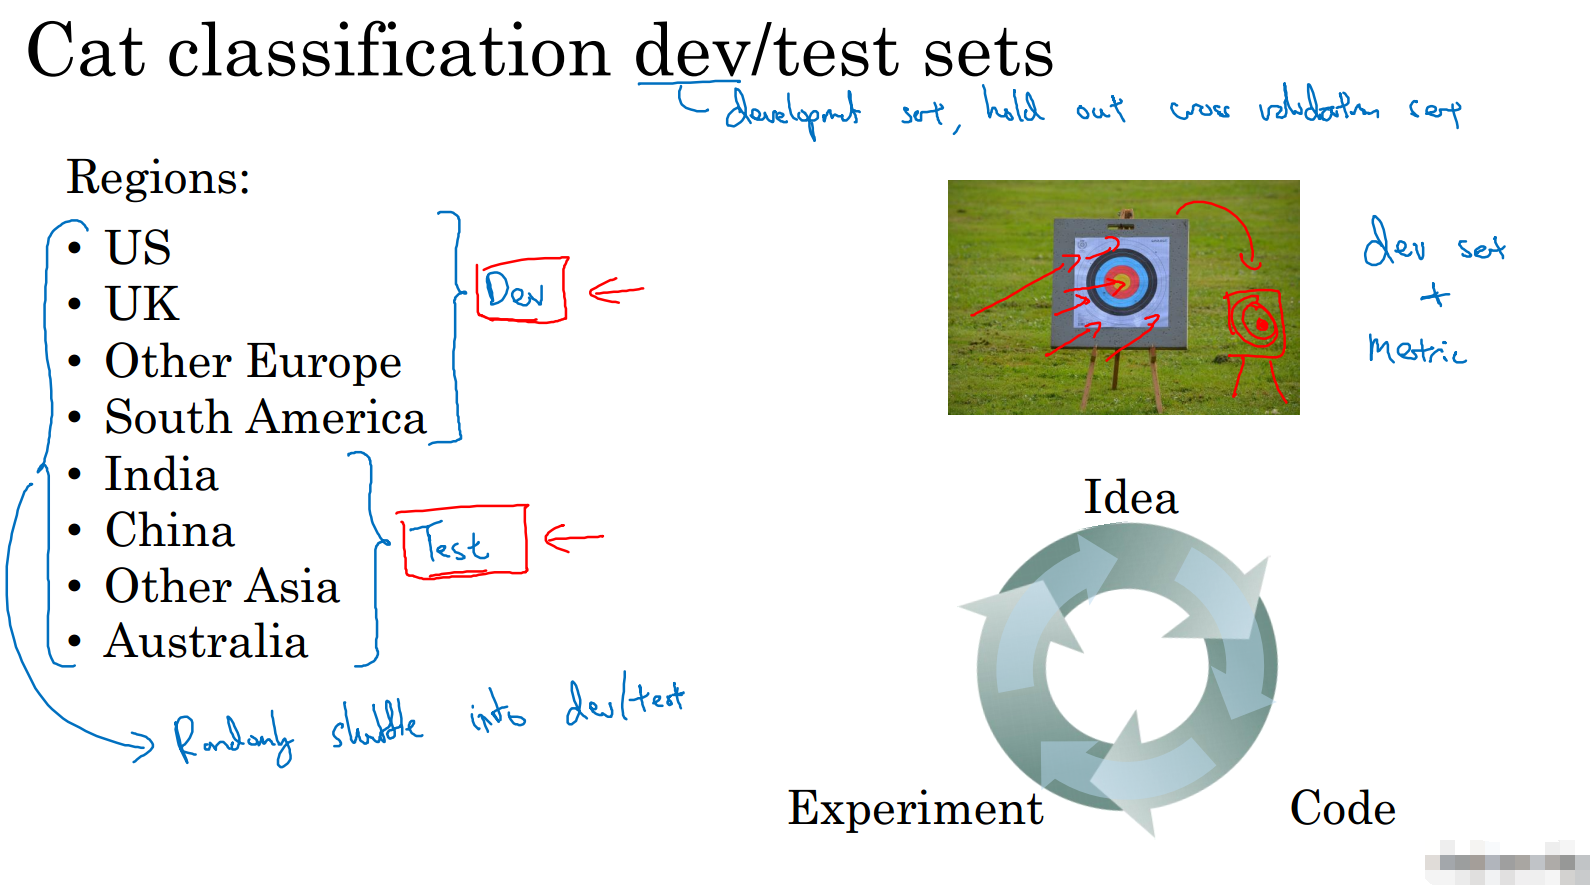 Cat classification dev/test sets
development set, hold out cross validation set
Regions:
• US
• UK
• Other Europe
• South America
• India
• China
• Other Asia
• Australia
Dev
Test
Randomly shuffle into dev/test
dev set
+
metric
Idea
Code
Experiment